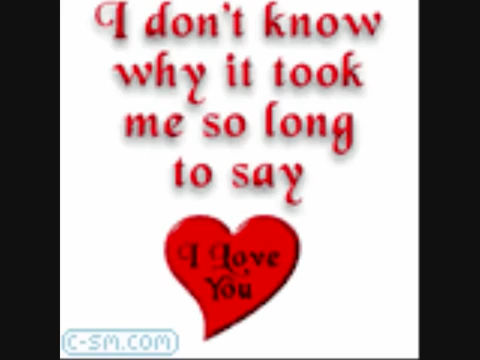 I don't know
why it took
me so long
to say
I Love
You
c-sm.com